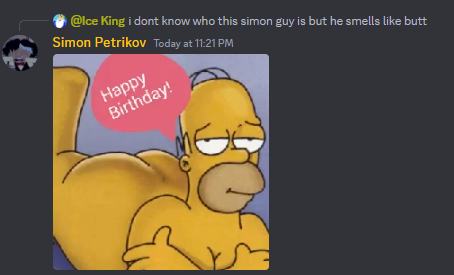 @Ice King i dont know who this simon guy is but he smells like butt
Simon Petrikov Today at 11:21 PM
Happy
Birthday!